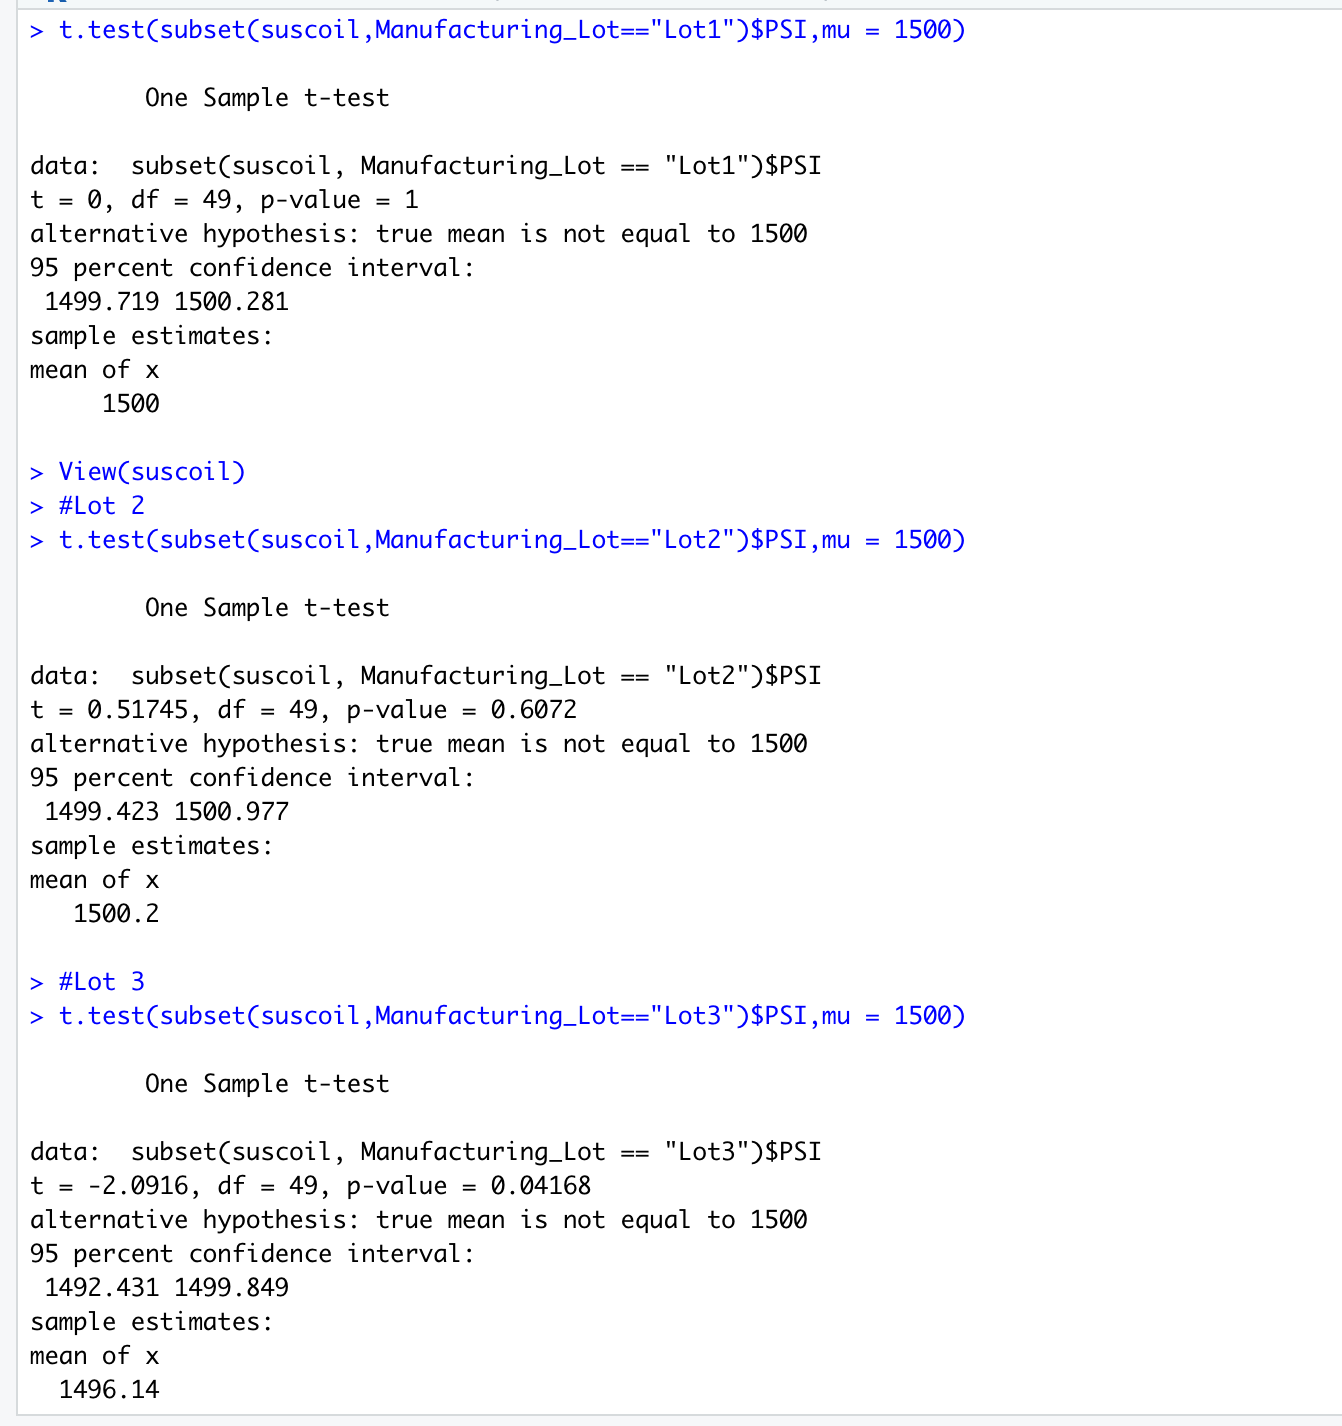 > t.test(subset(suscoil,Manufacturing_Lot=="Lot1")$PSI,mu = 1500)
One Sample t-test
data:  subset(suscoil, Manufacturing_Lot == "Lot1")$PSI
t = 0, df = 49, p-value = 1
alternative hypothesis: true mean is not equal to 1500
95 percent confidence interval:
1499.719 1500.281
sample estimates:
mean of x
1500
> View(suscoil)
> #Lot 2
> t.test(subset(suscoil,Manufacturing_Lot=="Lot2")$PSI,mu = 1500)
One Sample t-test
data:  subset(suscoil, Manufacturing_Lot == "Lot2")$PSI
t = 0.51745, df = 49, p-value = 0.6072
alternative hypothesis: true mean is not equal to 1500
95 percent confidence interval:
1499.423 1500.977
sample estimates:
mean of x
1500.2
> #Lot 3
> t.test(subset(suscoil,Manufacturing_Lot=="Lot3")$PSI,mu = 1500)
One Sample t-test
data:  subset(suscoil, Manufacturing_Lot == "Lot3")$PSI
t = -2.0916, df = 49, p-value = 0.04168
alternative hypothesis: true mean is not equal to 1500
95 percent confidence interval:
1492.431 1499.849
sample estimates:
mean of x
1496.14